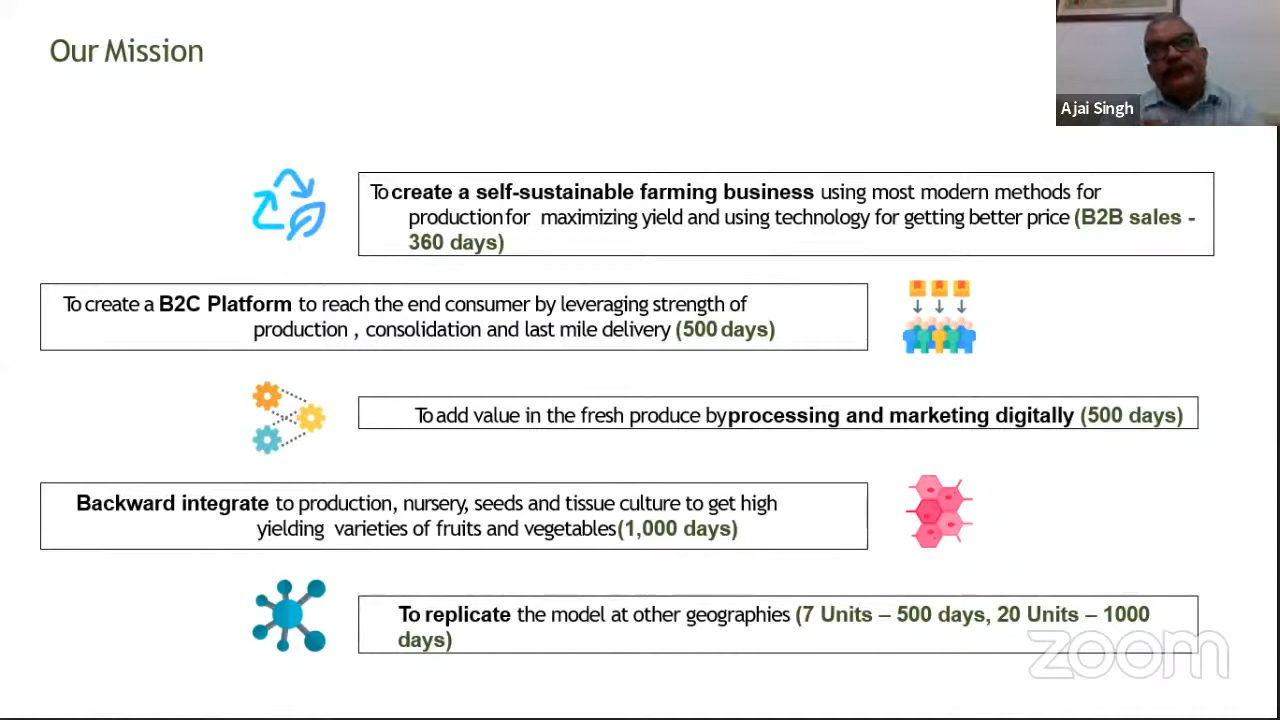 Our Mission
Ajai Singh
To create a self-sustainable farming business using most modern methods for
production for maximizing yield and using technology for getting better price (B2B sales -
360 days)
To create a B2C Platform to reach the end consumer by leveraging strength of
production , consolidation and last mile delivery (500 days)
To add value in the fresh produce by processing and marketing digitally (500 days)
Backward integrate to production, nursery, seeds and tissue culture to get high
yielding varieties of fruits and vegetables (1,000 days)
To replicate the model at other geographies (7 Units – 500 days, 20 Units – 1000
days)
zoom